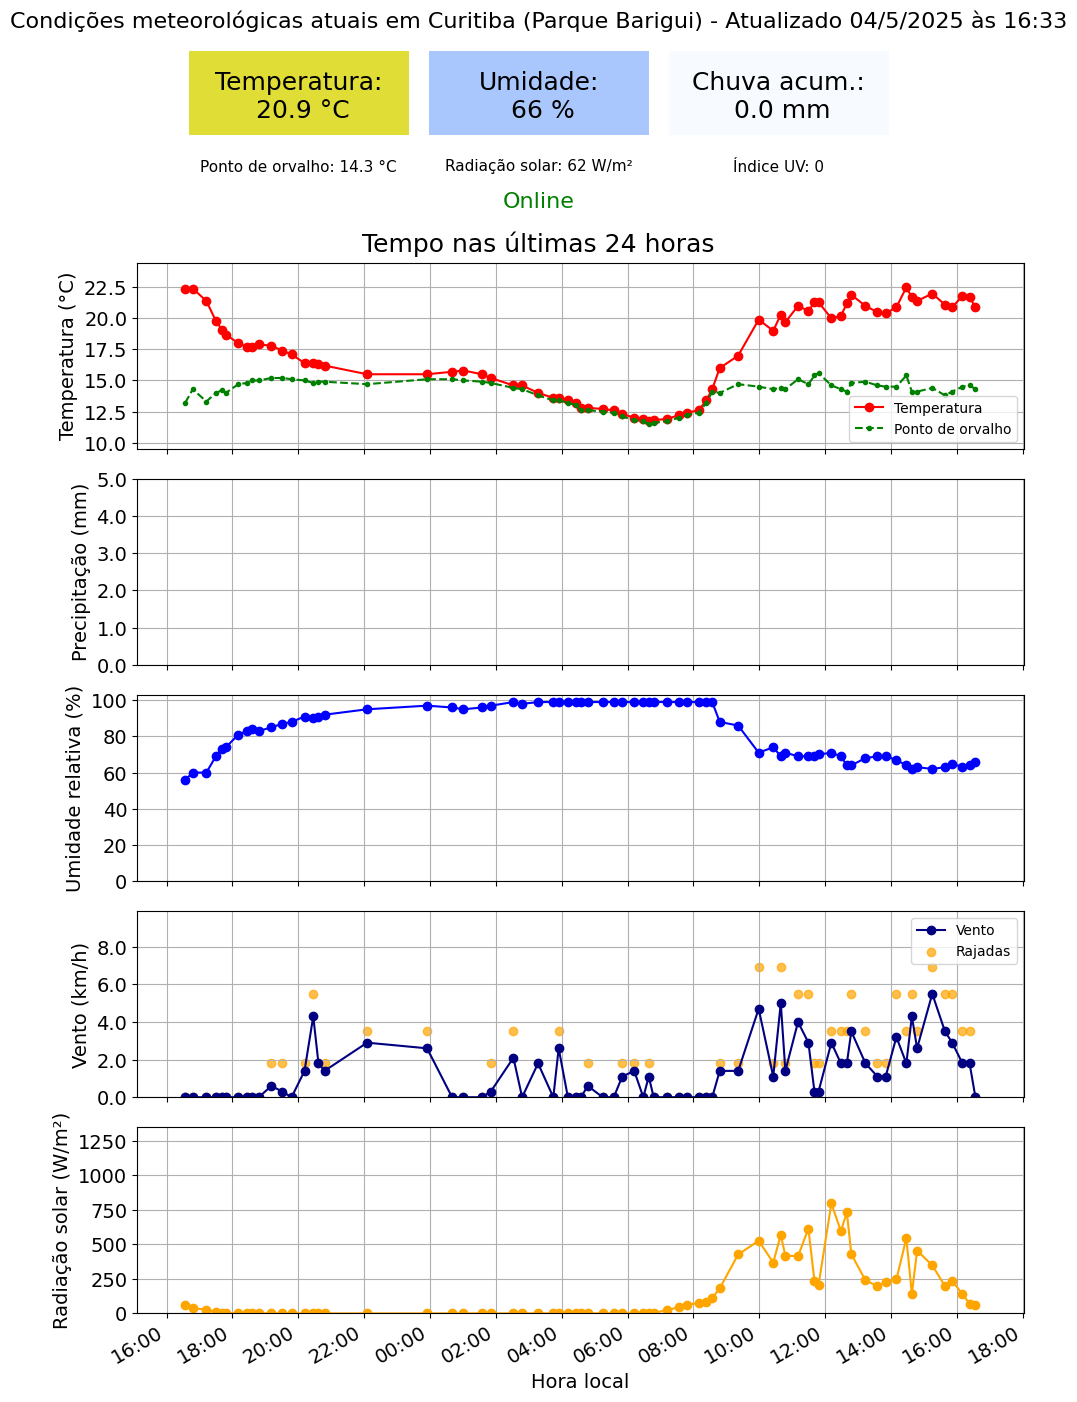 Condições meteorológicas atuais em Curitiba (Parque Barigui) - Atualizado 04/5/2025 às 16:33
Temperatura:
20.9 °C
Umidade:
66 %
Chuva acum.:
0.0 mm
Ponto de orvalho: 14.3 °C
Radiação solar: 62 W/m²
Índice UV: 0
Online
Tempo nas últimas 24 horas
Temperatura (°C)
22.5
20.0
17.5
15.0
12.5
10.0
Temperatura
Ponto de orvalho
Precipitação (mm)
5.0
4.0
3.0
2.0
1.0
0.0
Umidade relativa (%)
100
80
60
40
20
0
Vento (km/h)
8.0
6.0
4.0
2.0
0.0
Vento
Rajadas
Radiação solar (W/m²)
1250
1000
750
500
250
0
16:00
18:00
20:00
22:00
00:00
02:00
04:00
06:00
08:00
10:00
12:00
14:00
16:00
18:00
Hora local